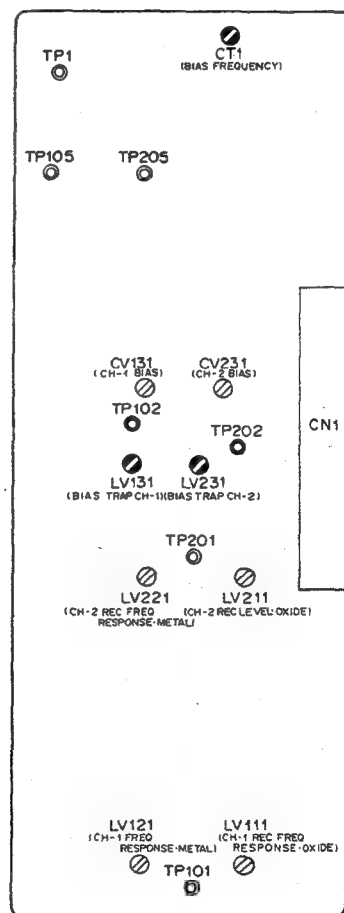 CT1
(BIAS FREQUENCY)
TP1
TP105 TP205
CV131 CV231
(CH-1 BIAS) (CH-2 BIAS)
TP102
TP202
CN1
LV131 LV231
(BIAS TRAP CH-1)(BIAS TRAP CH-2)
TP201
LV221 LV211
(CH-2 REC FREQ
RESPONSE-METAL)
(CH-2 REC LEVEL-OXIDE)
LV121
(CH-1 FREQ
RESPONSE-METAL)
LV111
(CH-1 REC FREQ
RESPONSE-OXIDE)
TP101